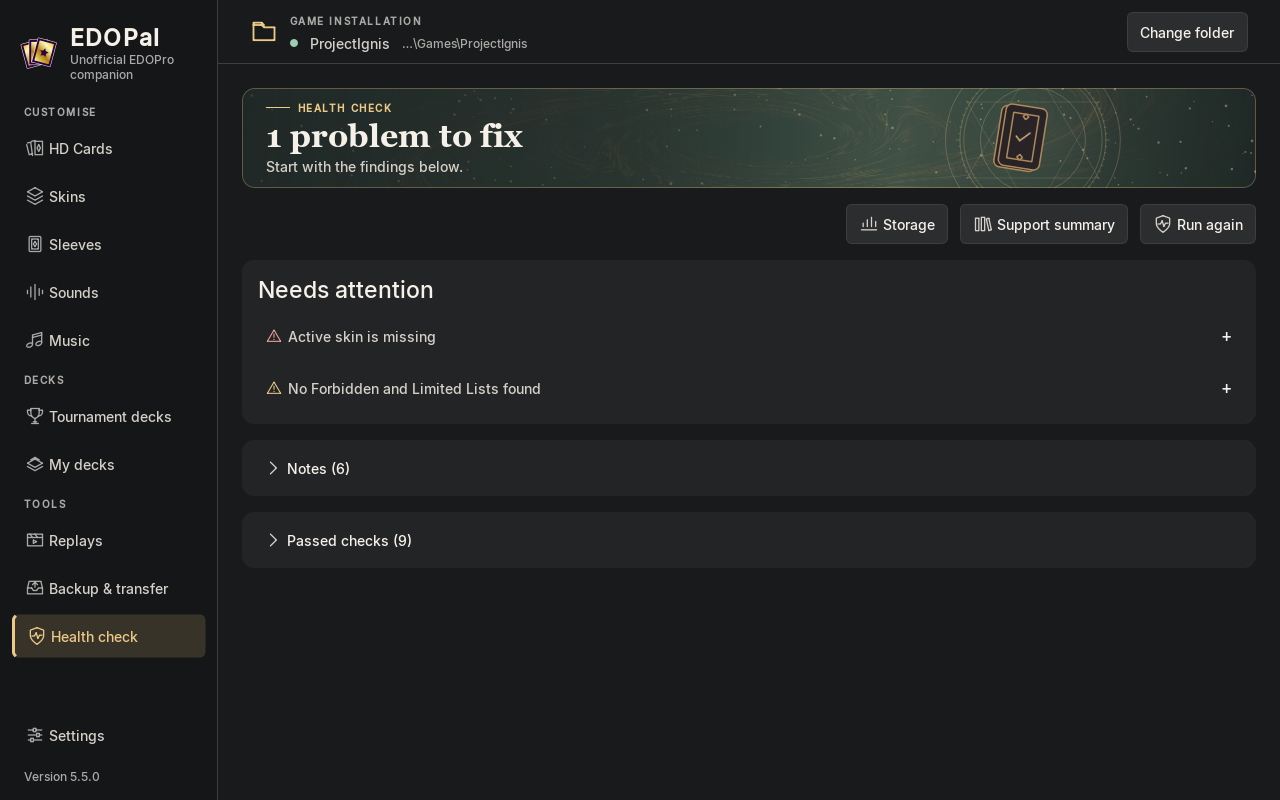 EDOPal
Unofficial EDOPro
companion
CUSTOMISE
HD Cards
Skins
Sleeves
Sounds
Music
DECKS
Tournament decks
My decks
TOOLS
Replays
Backup & transfer
Health check
Settings
Version 5.5.0
GAME INSTALLATION
ProjectIgnis ...\Games\ProjectIgnis
Change folder
HEALTH CHECK
1 problem to fix
Start with the findings below.
Storage
Support summary
Run again
Needs attention
Active skin is missing +
No Forbidden and Limited Lists found +
Notes (6)
Passed checks (9)